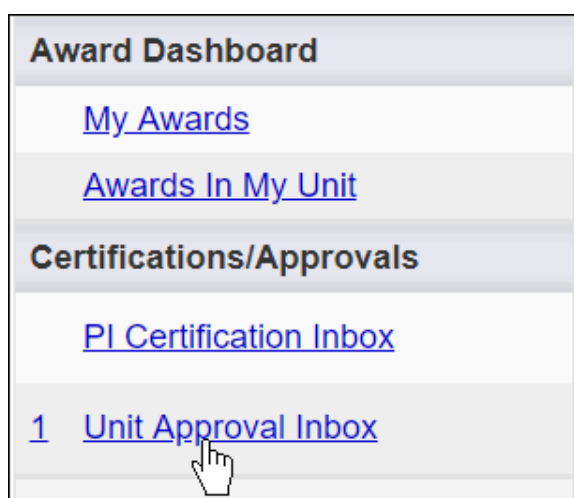 Award Dashboard
My Awards
Awards In My Unit
Certifications/Approvals
PI Certification Inbox
1 Unit Approval Inbox